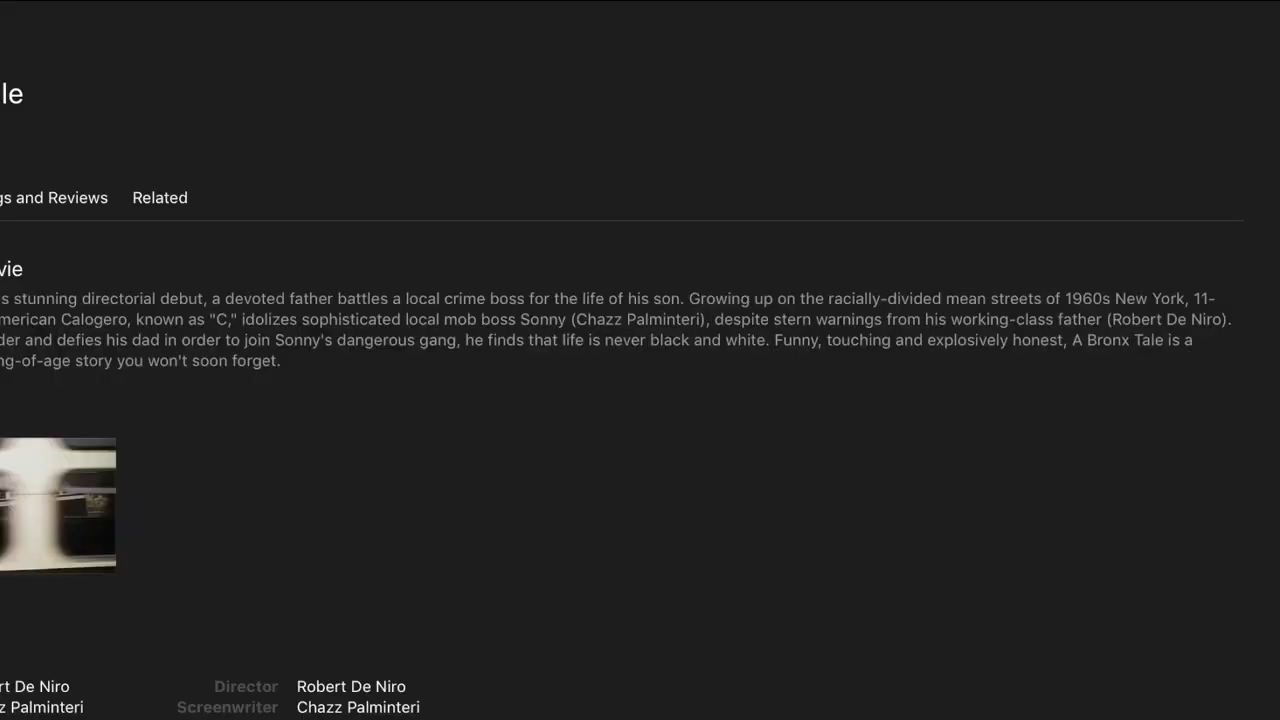 le
gs and Reviews Related
vie
s stunning directorial debut, a devoted father battles a local crime boss for the life of his son. Growing up on the racially-divided mean streets of 1960s New York, 11-
merican Calogero, known as "C," idolizes sophisticated local mob boss Sonny (Chazz Palminteri), despite stern warnings from his working-class father (Robert De Niro).
der and defies his dad in order to join Sonny's dangerous gang, he finds that life is never black and white. Funny, touching and explosively honest, A Bronx Tale is a
ng-of-age story you won't soon forget.
rt De Niro Director Robert De Niro
z Palminteri Screenwriter Chazz Palminteri